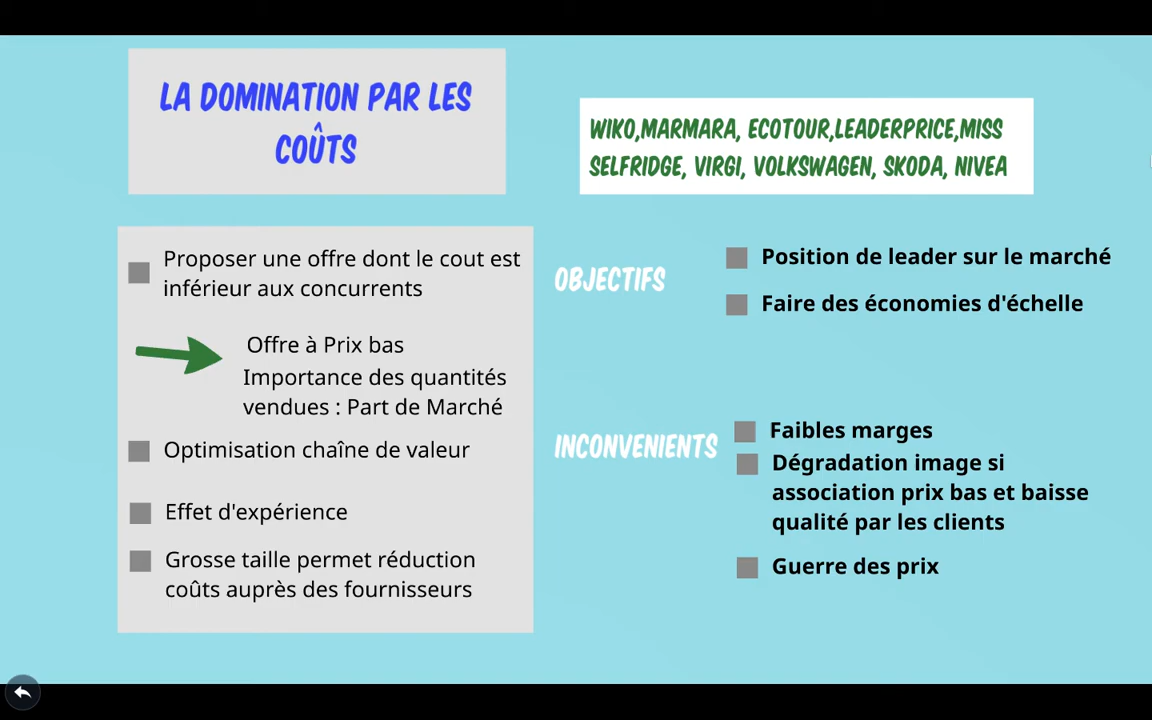 LA DOMINATION PAR LES
COÛTS
WIKO,MARMARA, ECOTOUR,LEADERPRICE,MISS
SELFRIDGE, VIRGI, VOLKSWAGEN, SKODA, NIVEA
Proposer une offre dont le cout est
inférieur aux concurrents
Offre à Prix bas
Importance des quantités
vendues : Part de Marché
Optimisation chaîne de valeur
Effet d'expérience
Grosse taille permet réduction
coûts auprès des fournisseurs
OBJECTIFS
Position de leader sur le marché
Faire des économies d'échelle
INCONVENIENTS
Faibles marges
Dégradation image si
association prix bas et baisse
qualité par les clients
Guerre des prix